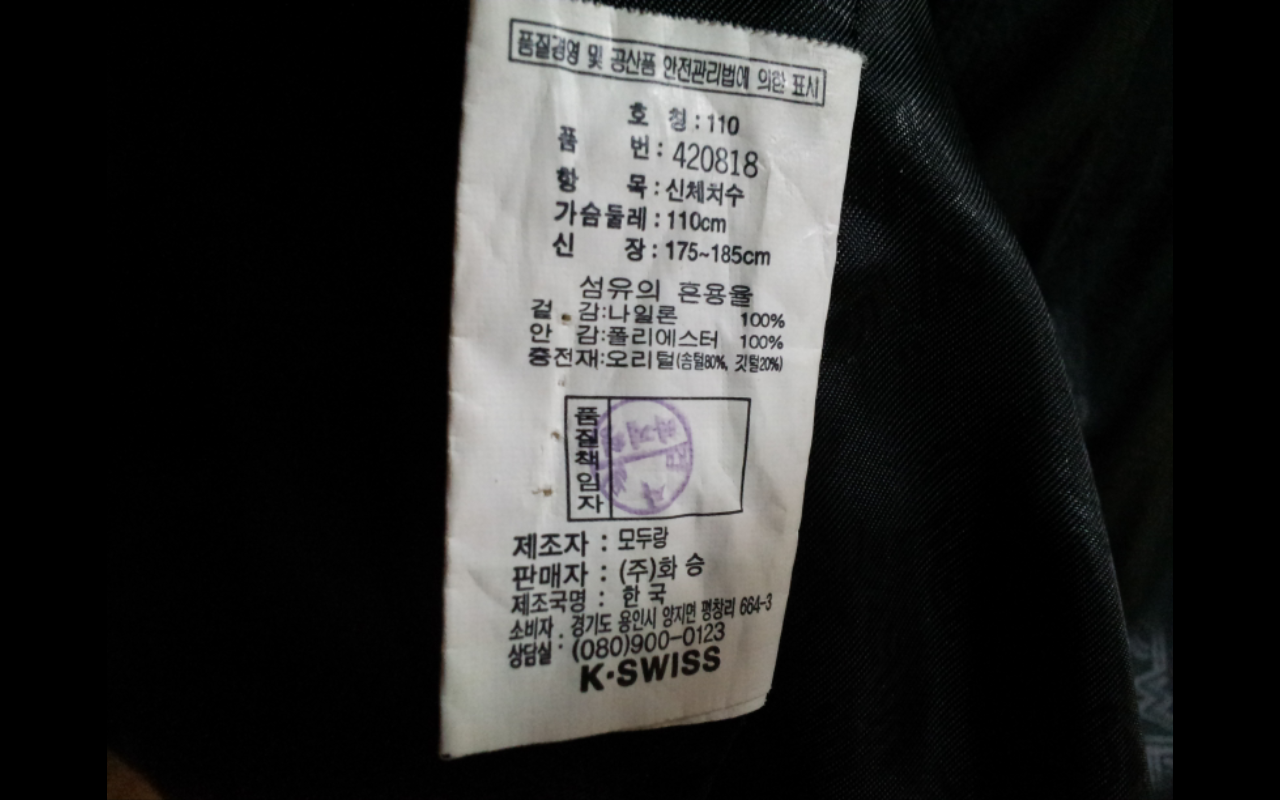 품질경영 및 공산품 안전관리법에 의한 표시
호 칭 : 110
품 번 : 420818
항 목 : 신체치수
가슴둘레 : 110cm
신 장 : 175~185cm
섬유의 혼용율
겉 감:나일론 100%
안 감:폴리에스터 100%
충전재:오리털(솜털80%, 깃털20%)
품질책임자
제조자 : 모두랑
판매자 : (주)화 승
제조국명 : 한 국
소비자 : 경기도 용인시 양지면 평창리 664-3
상담실 : (080)900-0123
K·SWISS